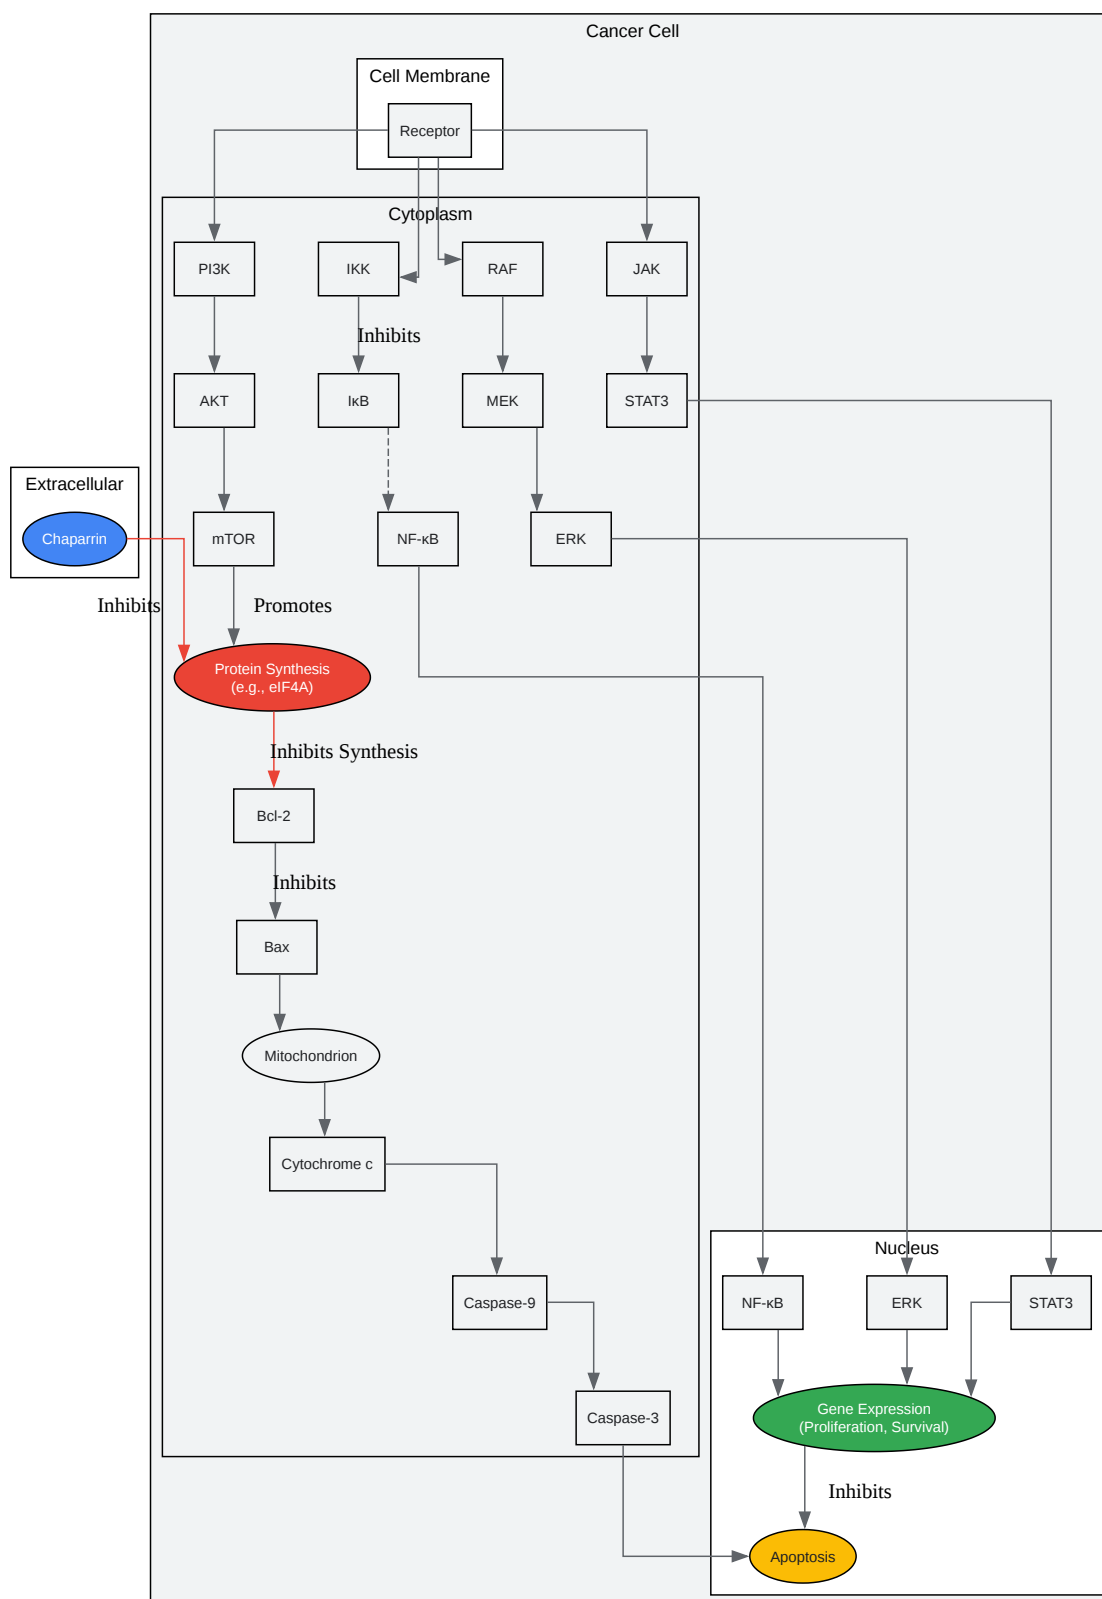 Cancer Cell
Cell Membrane
Receptor
Cytoplasm
PI3K
IKK
RAF
JAK
Inhibits
AKT
IκB
MEK
STAT3
Extracellular
Chaparrin
mTOR
NF-κB
ERK
Inhibits
Promotes
Protein Synthesis
(e.g., eIF4A)
Inhibits Synthesis
Bcl-2
Inhibits
Bax
Mitochondrion
Cytochrome c
Nucleus
Caspase-9
NF-κB
ERK
STAT3
Caspase-3
Gene Expression
(Proliferation, Survival)
Inhibits
Apoptosis